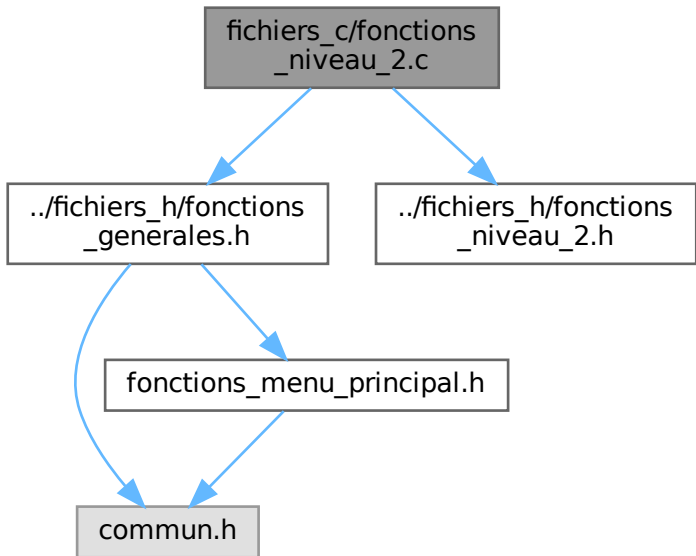 fichiers_c/fonctions
_niveau_2.c
../fichiers_h/fonctions
_generales.h
../fichiers_h/fonctions
_niveau_2.h
fonctions_menu_principal.h
commun.h